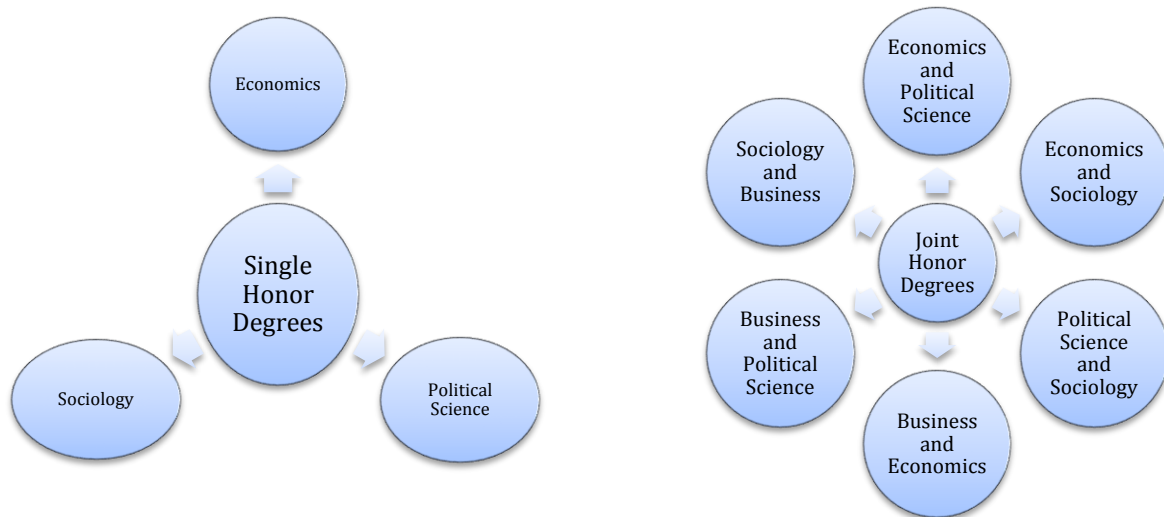 Economics
Single
Honor
Degrees
Sociology
Political
Science
Economics
and
Political
Science
Economics
and
Sociology
Political
Science
and
Sociology
Business
and
Economics
Business
and
Political
Science
Sociology
and
Business
Joint
Honor
Degrees